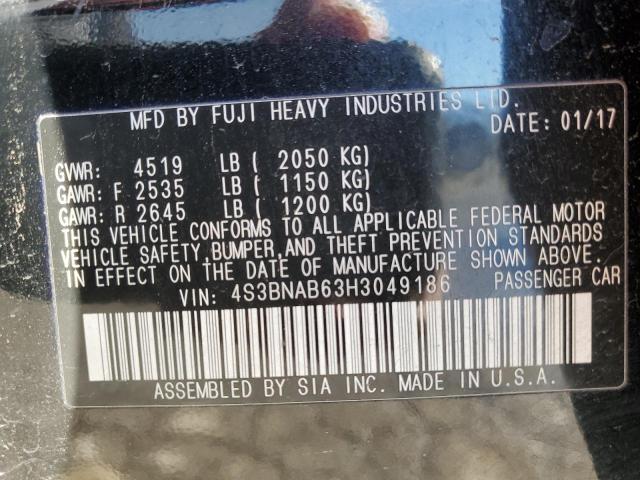 MFD BY FUJI HEAVY INDUSTRIES LTD.
DATE: 01/17
GVWR: 4519 LB ( 2050 KG)
GAWR: F 2535 LB ( 1150 KG)
GAWR: R 2645 LB ( 1200 KG)
THIS VEHICLE CONFORMS TO ALL APPLICABLE FEDERAL MOTOR
VEHICLE SAFETY, BUMPER, AND THEFT PREVENTION STANDARDS
IN EFFECT ON THE DATE OF MANUFACTURE SHOWN ABOVE.
VIN: 4S3BNAB63H3049186 PASSENGER CAR
ASSEMBLED BY SIA INC. MADE IN U.S.A.